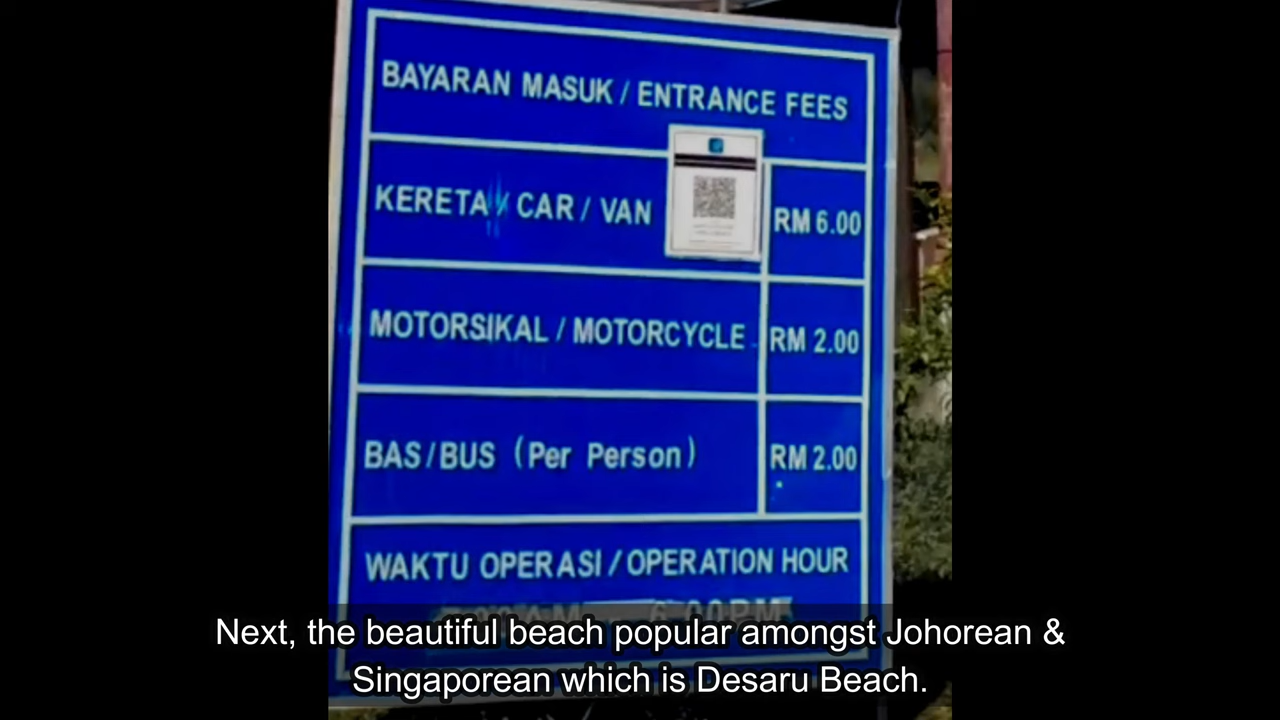 BAYARAN MASUK / ENTRANCE FEES
KERETA / CAR / VAN RM 6.00
MOTORSIKAL / MOTORCYCLE RM 2.00
BAS/BUS (Per Person) RM 2.00
WAKTU OPERASI / OPERATION HOUR
Next, the beautiful beach popular amongst Johorean &
Singaporean which is Desaru Beach.